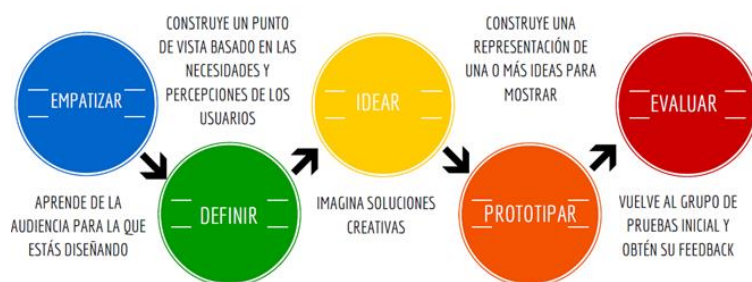 EMPATIZAR
APRENDE DE LA
AUDIENCIA PARA LA QUE
ESTÁS DISEÑANDO
CONSTRUYE UN PUNTO
DE VISTA BASADO EN LAS
NECESIDADES Y
PERCEPCIONES DE LOS
USUARIOS
DEFINIR
IDEAR
IMAGINA SOLUCIONES
CREATIVAS
CONSTRUYE UNA
REPRESENTACIÓN DE
UNA O MÁS IDEAS PARA
MOSTRAR
PROTOTIPAR
EVALUAR
VUELVE AL GRUPO DE
PRUEBAS INICIAL Y
OBTÉN SU FEEDBACK